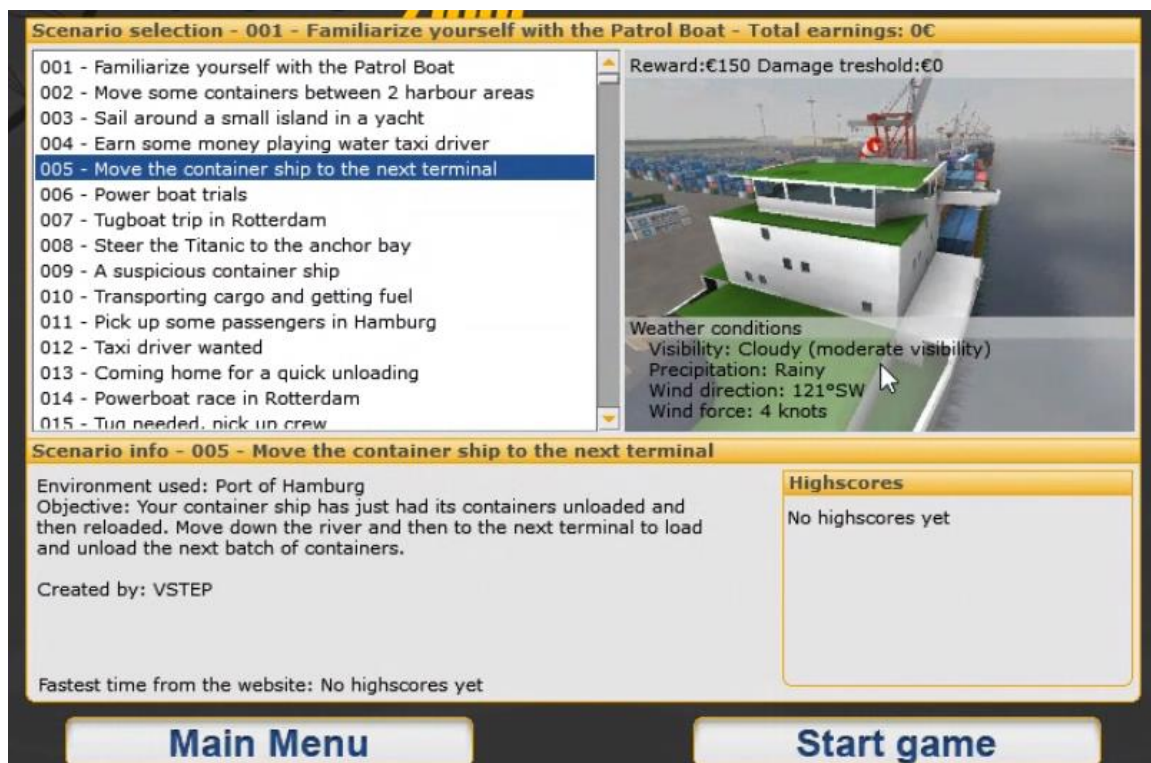 Scenario selection - 001 - Familiarize yourself with the Patrol Boat - Total earnings: 0€
001 - Familiarize yourself with the Patrol Boat
002 - Move some containers between 2 harbour areas
003 - Sail around a small island in a yacht
004 - Earn some money playing water taxi driver
005 - Move the container ship to the next terminal
006 - Power boat trials
007 - Tugboat trip in Rotterdam
008 - Steer the Titanic to the anchor bay
009 - A suspicious container ship
010 - Transporting cargo and getting fuel
011 - Pick up some passengers in Hamburg
012 - Taxi driver wanted
013 - Coming home for a quick unloading
014 - Powerboat race in Rotterdam
015 - Tug needed, pick up crew
Reward:€150 Damage treshold:€0
Weather conditions
Visibility: Cloudy (moderate visibility)
Precipitation: Rainy
Wind direction: 121°SW
Wind force: 4 knots
Scenario info - 005 - Move the container ship to the next terminal
Environment used: Port of Hamburg
Objective: Your container ship has just had its containers unloaded and
then reloaded. Move down the river and then to the next terminal to load
and unload the next batch of containers.
Created by: VSTEP
Fastest time from the website: No highscores yet
Highscores
No highscores yet
Main Menu
Start game